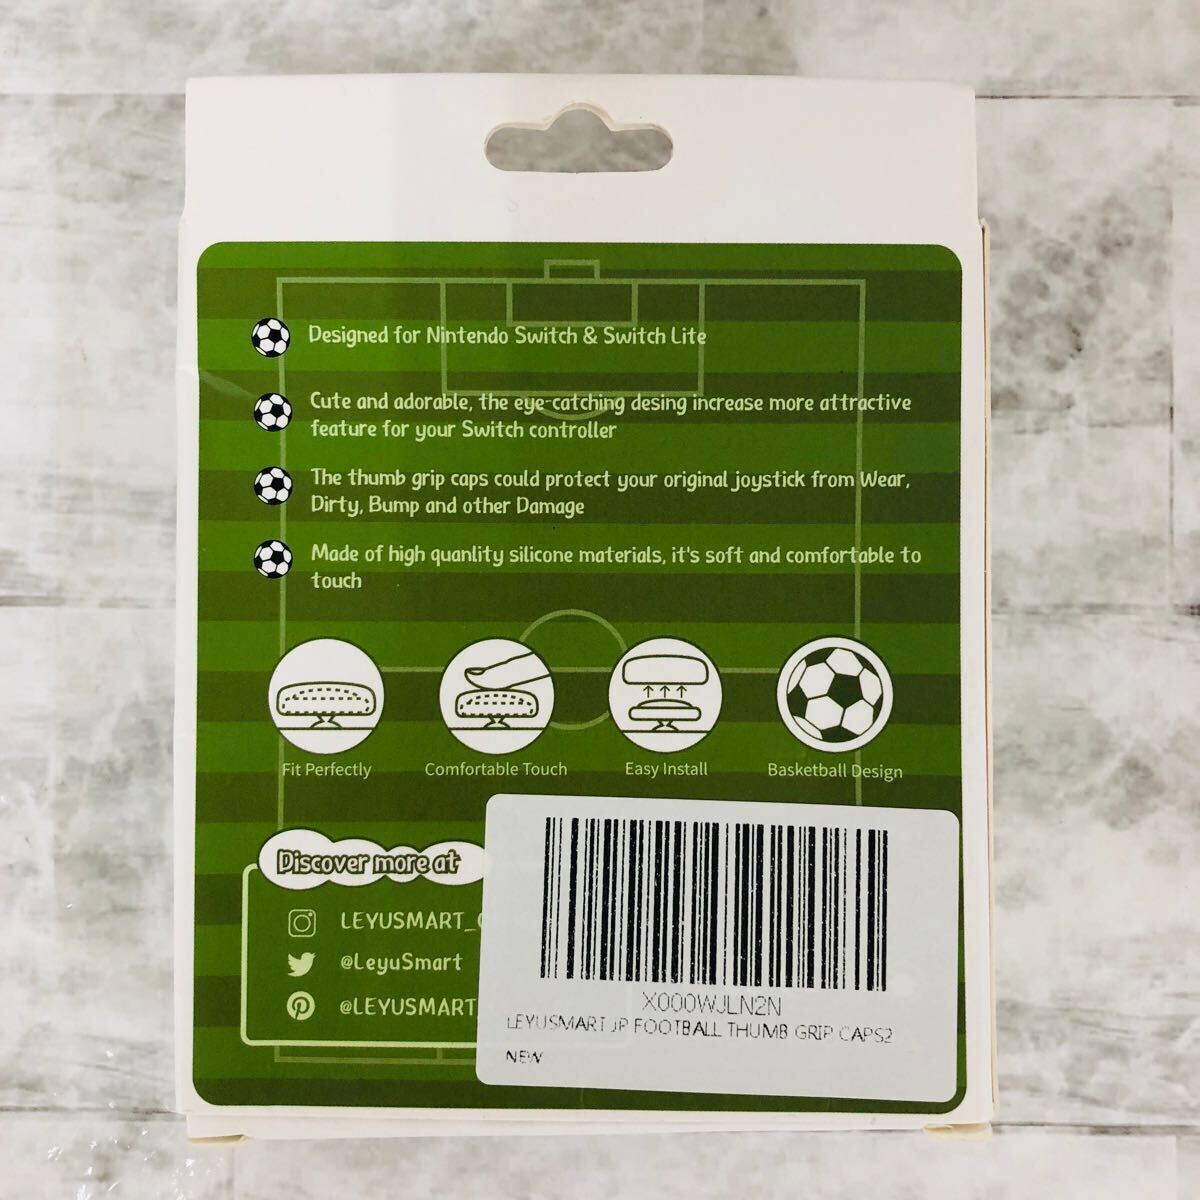 Designed for Nintendo Switch & Switch Lite
Cute and adorable, the eye-catching desing increase more attractive
feature for your Switch controller
The thumb grip caps could protect your original joystick from Wear,
Dirty, Bump and other Damage
Made of high quanlity silicone materials, it's soft and comfortable to
touch
Fit Perfectly
Comfortable Touch
Easy Install
Basketball Design
Discover more at
LEYUSMART_
@LeyuSmart
@LEYUSMART
X000WJLN2N
LEYUSMART JP FOOTBALL THUMB GRIP CAPS2
NEW